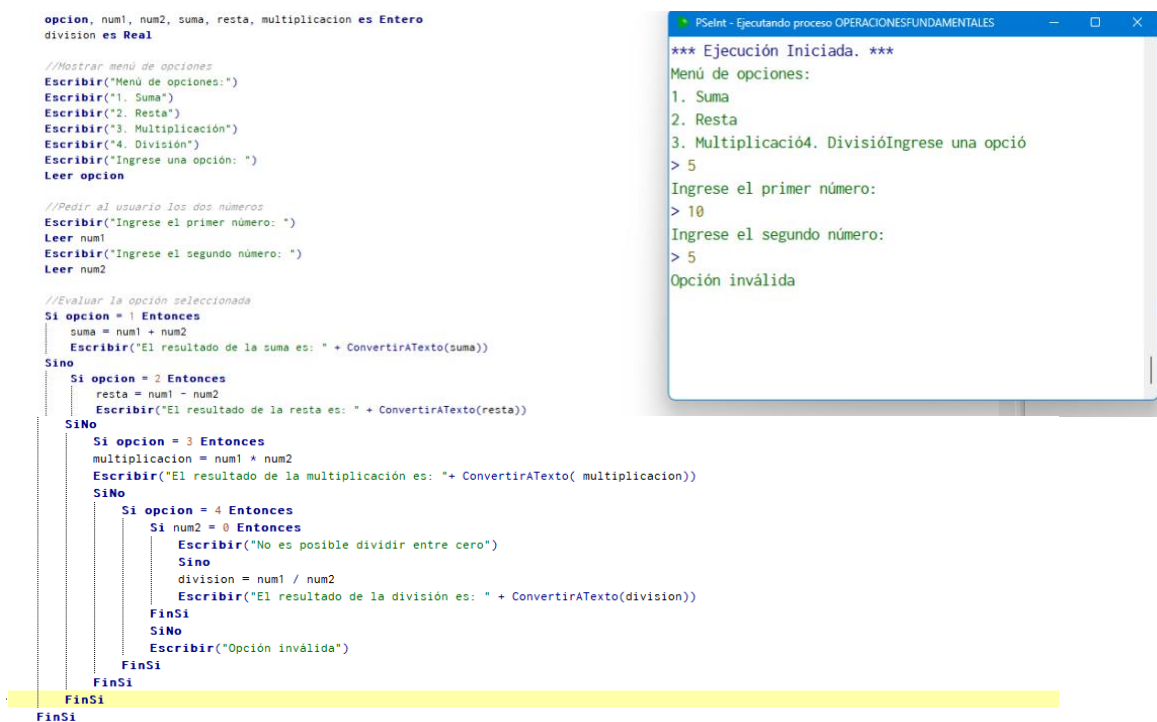 opcion, num1, num2, suma, resta, multiplicacion es Entero
division es Real
//Mostrar menú de opciones
Escribir("Menú de opciones:")
Escribir("1. Suma")
Escribir("2. Resta")
Escribir("3. Multiplicación")
Escribir("4. División")
Escribir("Ingrese una opción: ")
Leer opcion
//Pedir al usuario los dos números
Escribir("Ingrese el primer número: ")
Leer num1
Escribir("Ingrese el segundo número: ")
Leer num2
//Evaluar la opción seleccionada
Si opcion = 1 Entonces
suma = num1 + num2
Escribir("El resultado de la suma es: " + ConvertirATexto(suma))
Sino
Si opcion = 2 Entonces
resta = num1 - num2
Escribir("El resultado de la resta es: " + ConvertirATexto(resta))
SiNo
Si opcion = 3 Entonces
multiplicacion = num1 * num2
Escribir("El resultado de la multiplicación es: "+ ConvertirATexto( multiplicacion))
SiNo
Si opcion = 4 Entonces
Si num2 = 0 Entonces
Escribir("No es posible dividir entre cero")
Sino
division = num1 / num2
Escribir("El resultado de la división es: " + ConvertirATexto(division))
FinSi
SiNo
Escribir("Opción inválida")
FinSi
FinSi
FinSi
FinSi
PSeInt - Ejecutando proceso OPERACIONESFUNDAMENTALES
*** Ejecución Iniciada. ***
Menú de opciones:
1. Suma
2. Resta
3. Multiplicació4. DivisióIngrese una opció
> 5
Ingrese el primer número:
> 10
Ingrese el segundo número:
> 5
Opción inválida